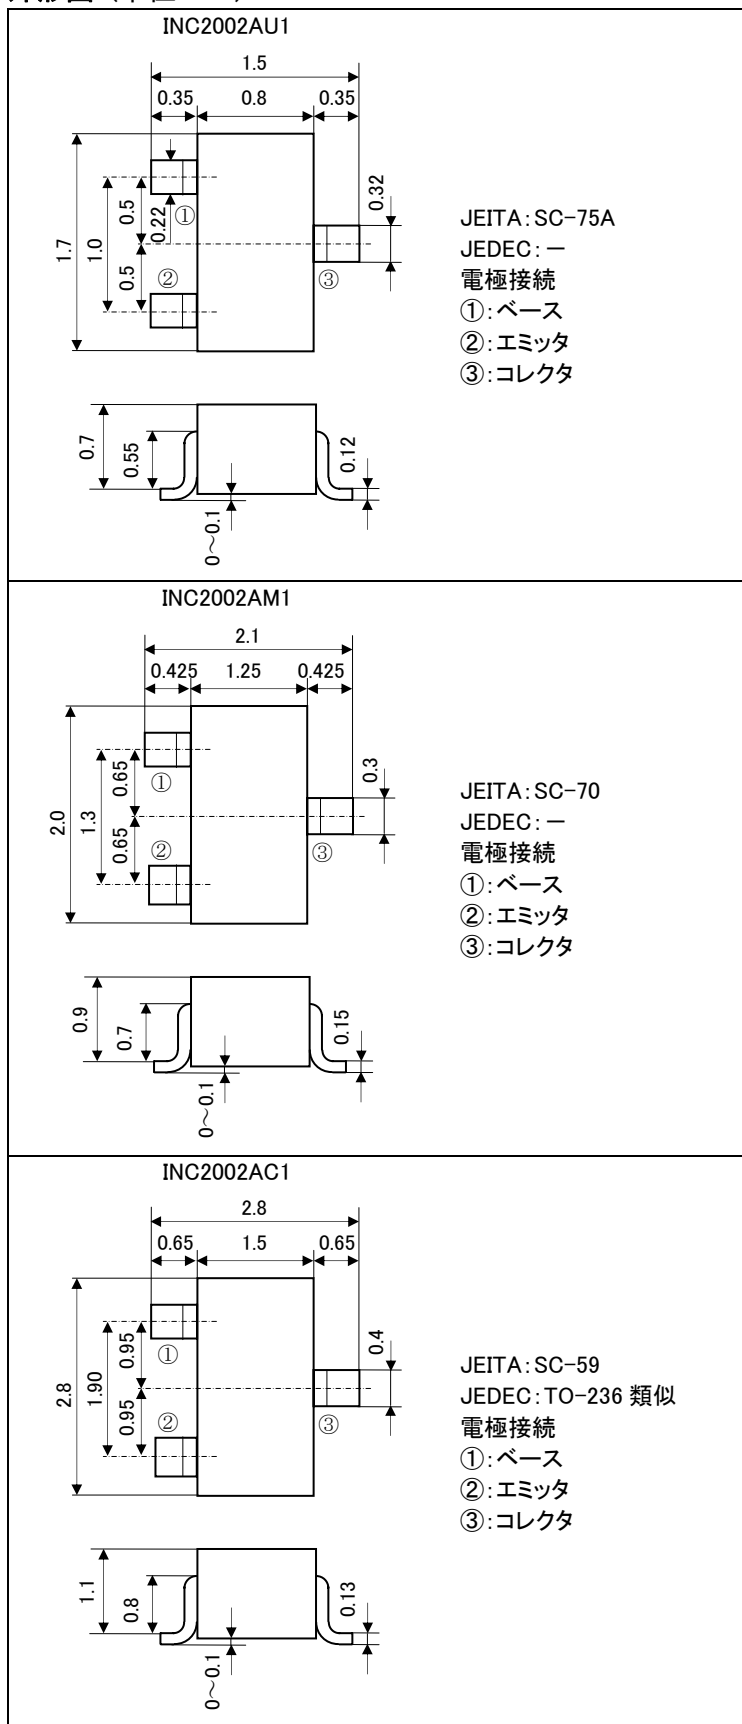 INC2002AU1
1.5
0.35 0.8 0.35
1.7
1.0
0.5
0.5
0.22
0.32
①
②
③
JEITA:SC-75A
JEDEC:ー
電極接続
①:ベース
②:エミッタ
③:コレクタ
0.7
0.55
0.12
0~0.1
INC2002AM1
2.1
0.425 1.25 0.425
2.0
1.3
0.65
0.65
0.3
①
②
③
JEITA:SC-70
JEDEC:ー
電極接続
①:ベース
②:エミッタ
③:コレクタ
0.9
0.7
0.15
0~0.1
INC2002AC1
2.8
0.65 1.5 0.65
2.8
1.90
0.95
0.95
0.4
①
②
③
JEITA:SC-59
JEDEC:TO-236 類似
電極接続
①:ベース
②:エミッタ
③:コレクタ
1.1
0.8
0.13
0~0.1